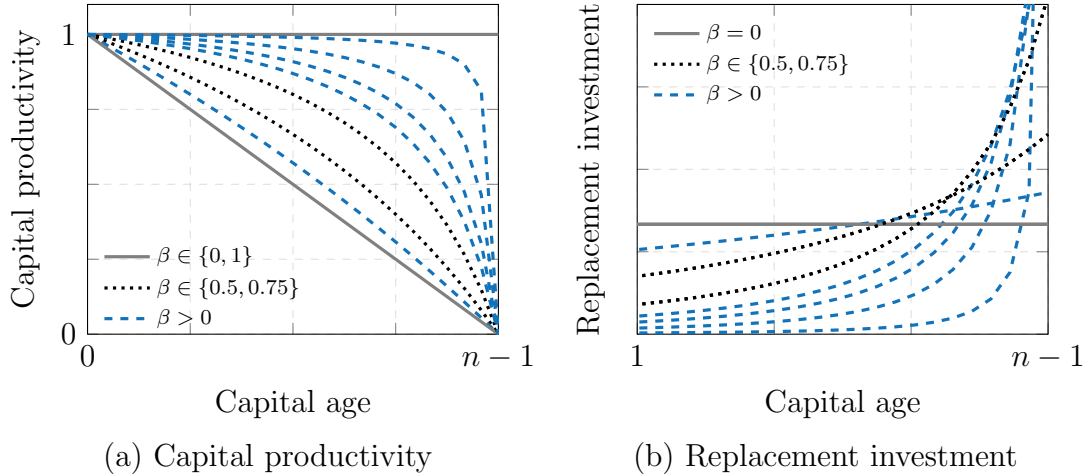 Capital productivity
1
0
β ∈ {0, 1}
β ∈ {0.5, 0.75}
β > 0
0
n − 1
Capital age
(a) Capital productivity
Replacement investment
β = 0
β ∈ {0.5, 0.75}
β > 0
1
n − 1
Capital age
(b) Replacement investment